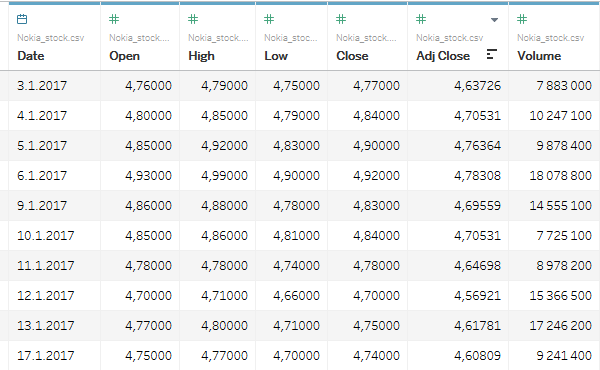 Nokia_stock.csv Nokia_stock.... Nokia_stock.... Nokia_stoc... Nokia_stock.... Nokia_stock.csv Nokia_stock.csv
Date Open High Low Close Adj Close Volume
3.1.2017 4,76000 4,79000 4,75000 4,77000 4,63726 7 883 000
4.1.2017 4,80000 4,85000 4,79000 4,84000 4,70531 10 247 100
5.1.2017 4,85000 4,92000 4,83000 4,90000 4,76364 9 878 400
6.1.2017 4,93000 4,99000 4,90000 4,92000 4,78308 18 078 800
9.1.2017 4,86000 4,88000 4,78000 4,83000 4,69559 14 555 100
10.1.2017 4,85000 4,86000 4,81000 4,84000 4,70531 7 725 100
11.1.2017 4,78000 4,78000 4,74000 4,78000 4,64698 8 978 200
12.1.2017 4,70000 4,71000 4,66000 4,70000 4,56921 15 366 500
13.1.2017 4,77000 4,80000 4,71000 4,75000 4,61781 17 246 200
17.1.2017 4,75000 4,77000 4,70000 4,74000 4,60809 9 241 400